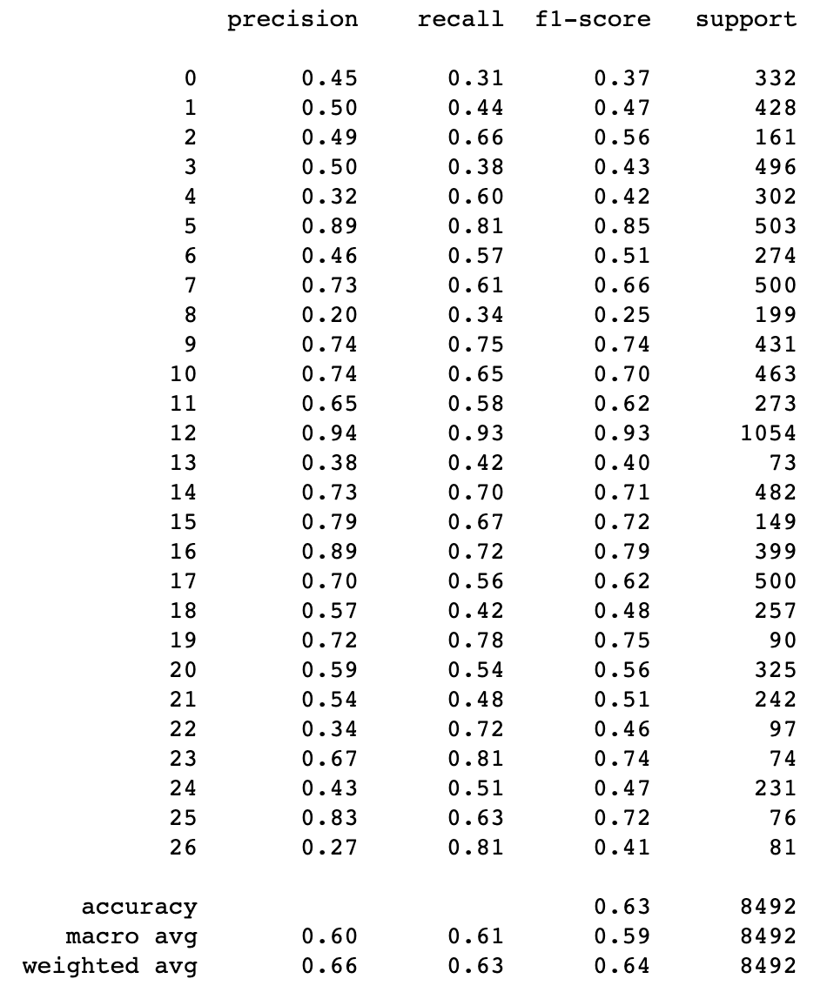 precision recall f1-score support
0 0.45 0.31 0.37 332
1 0.50 0.44 0.47 428
2 0.49 0.66 0.56 161
3 0.50 0.38 0.43 496
4 0.32 0.60 0.42 302
5 0.89 0.81 0.85 503
6 0.46 0.57 0.51 274
7 0.73 0.61 0.66 500
8 0.20 0.34 0.25 199
9 0.74 0.75 0.74 431
10 0.74 0.65 0.70 463
11 0.65 0.58 0.62 273
12 0.94 0.93 0.93 1054
13 0.38 0.42 0.40 73
14 0.73 0.70 0.71 482
15 0.79 0.67 0.72 149
16 0.89 0.72 0.79 399
17 0.70 0.56 0.62 500
18 0.57 0.42 0.48 257
19 0.72 0.78 0.75 90
20 0.59 0.54 0.56 325
21 0.54 0.48 0.51 242
22 0.34 0.72 0.46 97
23 0.67 0.81 0.74 74
24 0.43 0.51 0.47 231
25 0.83 0.63 0.72 76
26 0.27 0.81 0.41 81
accuracy 0.63 8492
macro avg 0.60 0.61 0.59 8492
weighted avg 0.66 0.63 0.64 8492